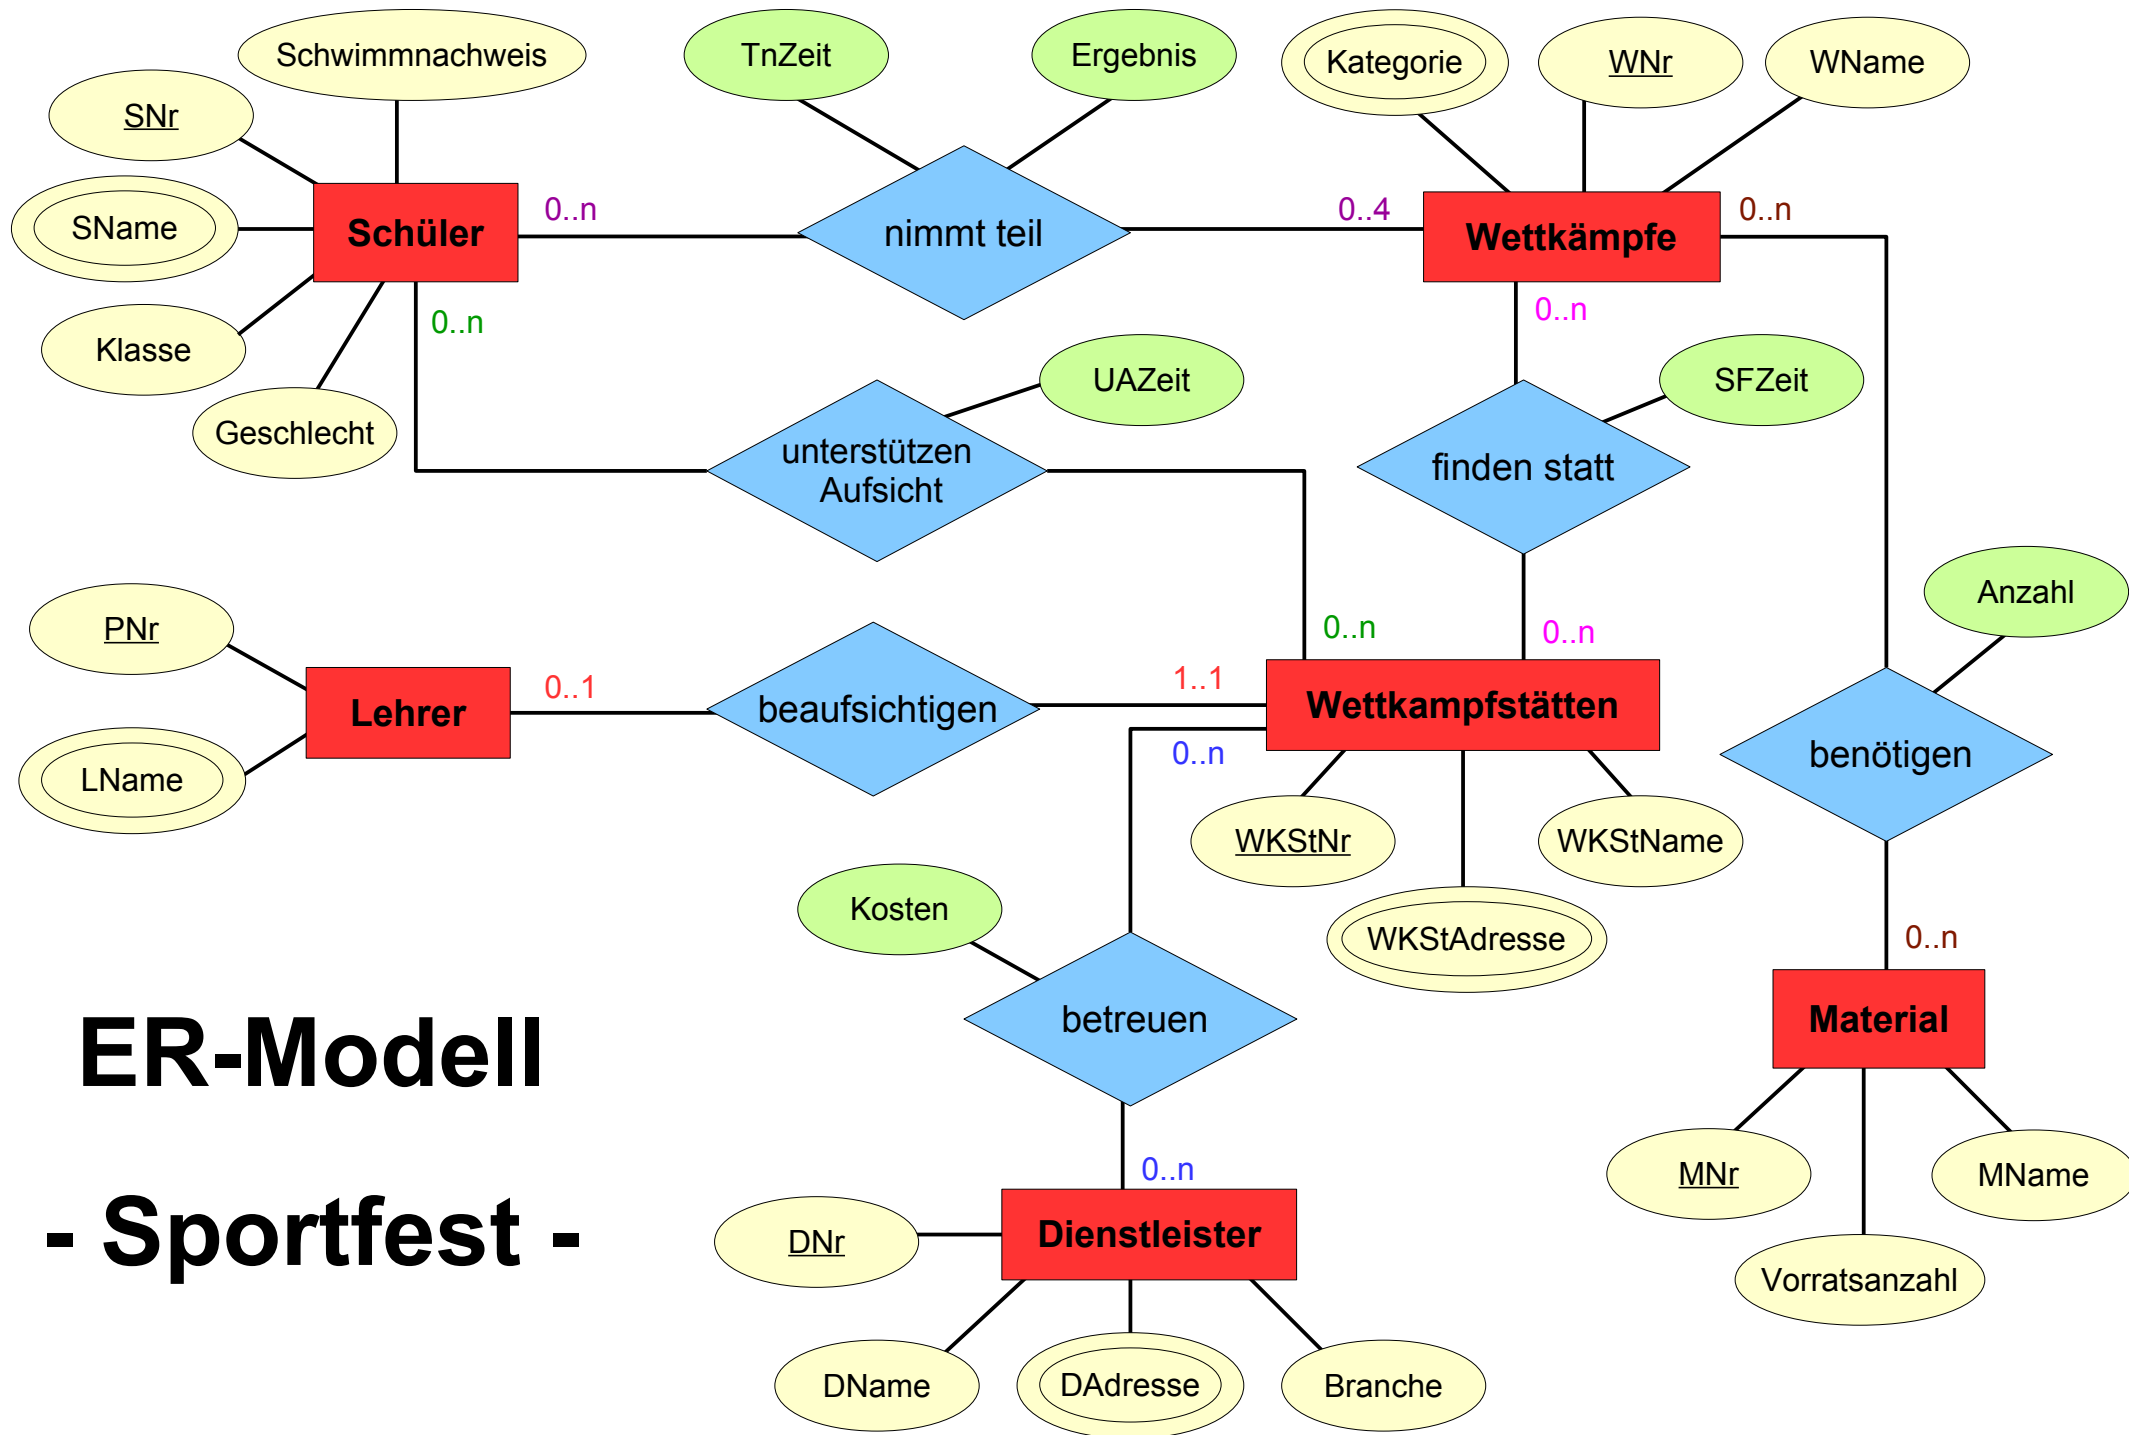 Schwimmnachweis
TnZeit
Ergebnis
Kategorie
WNr
WName
SNr
SName
Schüler
0..n
nimmt teil
0..4
Wettkämpfe
0..n
Klasse
0..n
0..n
Geschlecht
UAZeit
SFZeit
unterstützen
Aufsicht
finden statt
PNr
Anzahl
0..n
0..n
Lehrer
0..1
beaufsichtigen
1..1
Wettkampfstätten
LName
0..n
benötigen
WKStNr
WKStName
Kosten
WKStAdresse
0..n
betreuen
Material
ER-Modell
- Sportfest -
0..n
MNr
MName
DNr
Dienstleister
Vorratsanzahl
DName
DAdresse
Branche